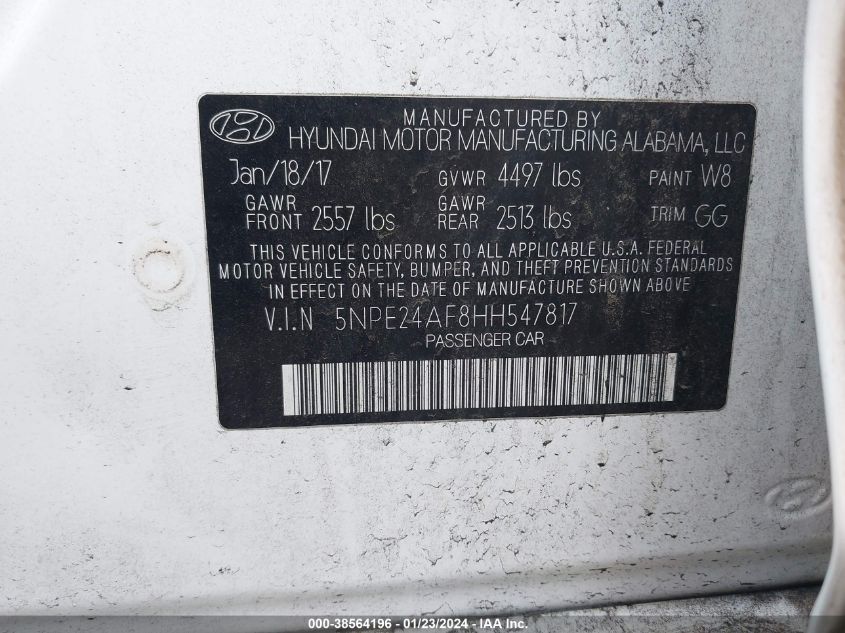 MANUFACTURED BY
HYUNDAI MOTOR MANUFACTURING ALABAMA, LLC
Jan/18/17 GVWR 4497 lbs PAINT W8
GAWR FRONT 2557 lbs GAWR REAR 2513 lbs TRIM GG
THIS VEHICLE CONFORMS TO ALL APPLICABLE U.S.A. FEDERAL
MOTOR VEHICLE SAFETY, BUMPER, AND THEFT PREVENTION STANDARDS
IN EFFECT ON THE DATE OF MANUFACTURE SHOWN ABOVE.
V.I.N 5NPE24AF8HH547817
PASSENGER CAR
000-38564196 - 01/23/2024 - IAA Inc.